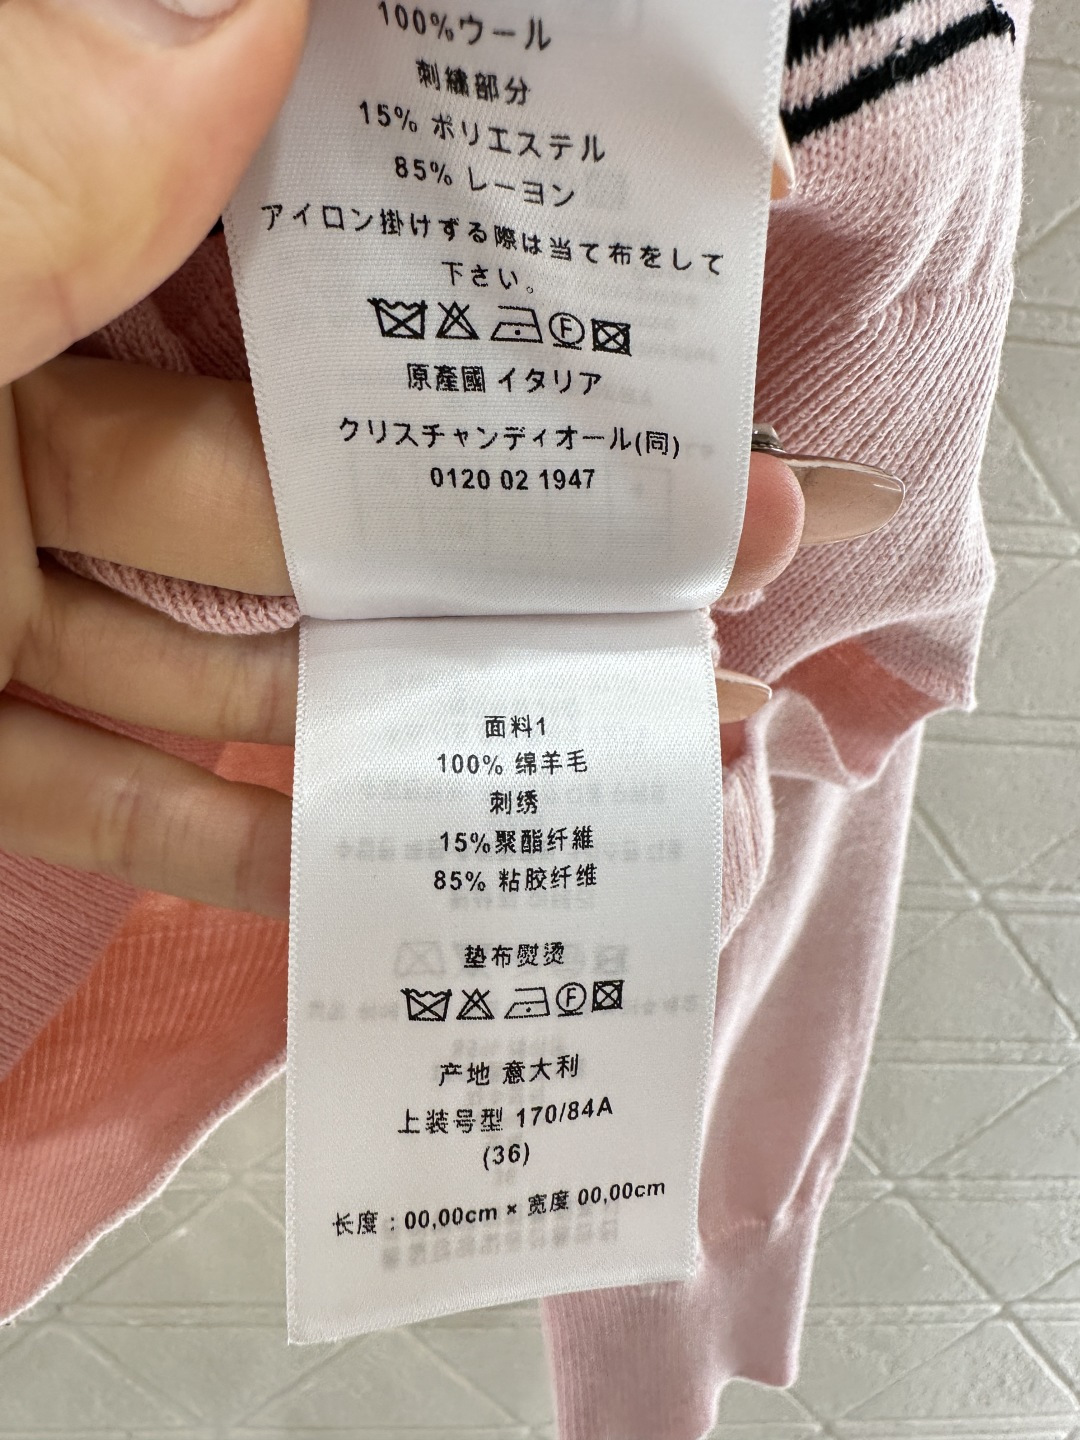 100%ウール
刺繍部分
15% ポリエステル
85% レーヨン
アイロン掛けする際は当て布をして
下さい。
F
原產國 イタリア
クリスチャンディオール(同)
0120 02 1947
面料1
100% 绵羊毛
刺绣
15%聚酯纤維
85% 粘胶纤维
垫布熨烫
F
产地 意大利
上装号型 170/84A
(36)
长度：00,00cm × 宽度 00,00cm